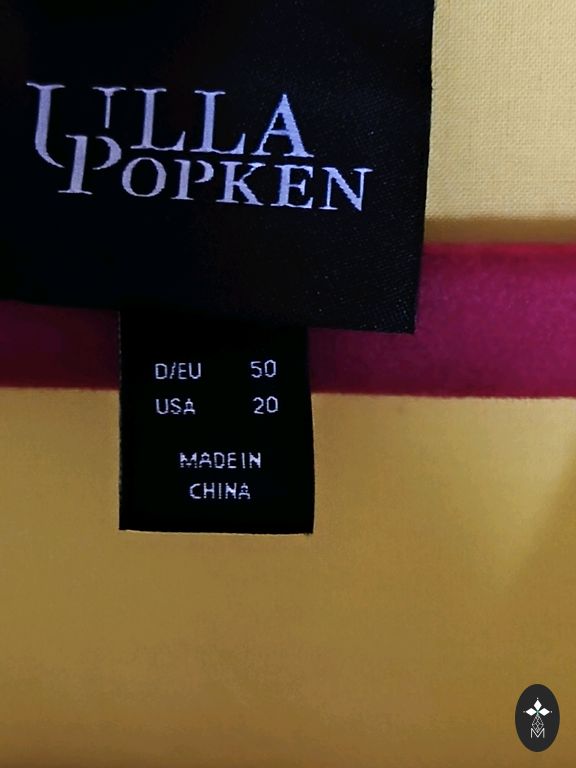 ULLA
POPKEN
D/EU 50
USA 20
MADE IN
CHINA
M